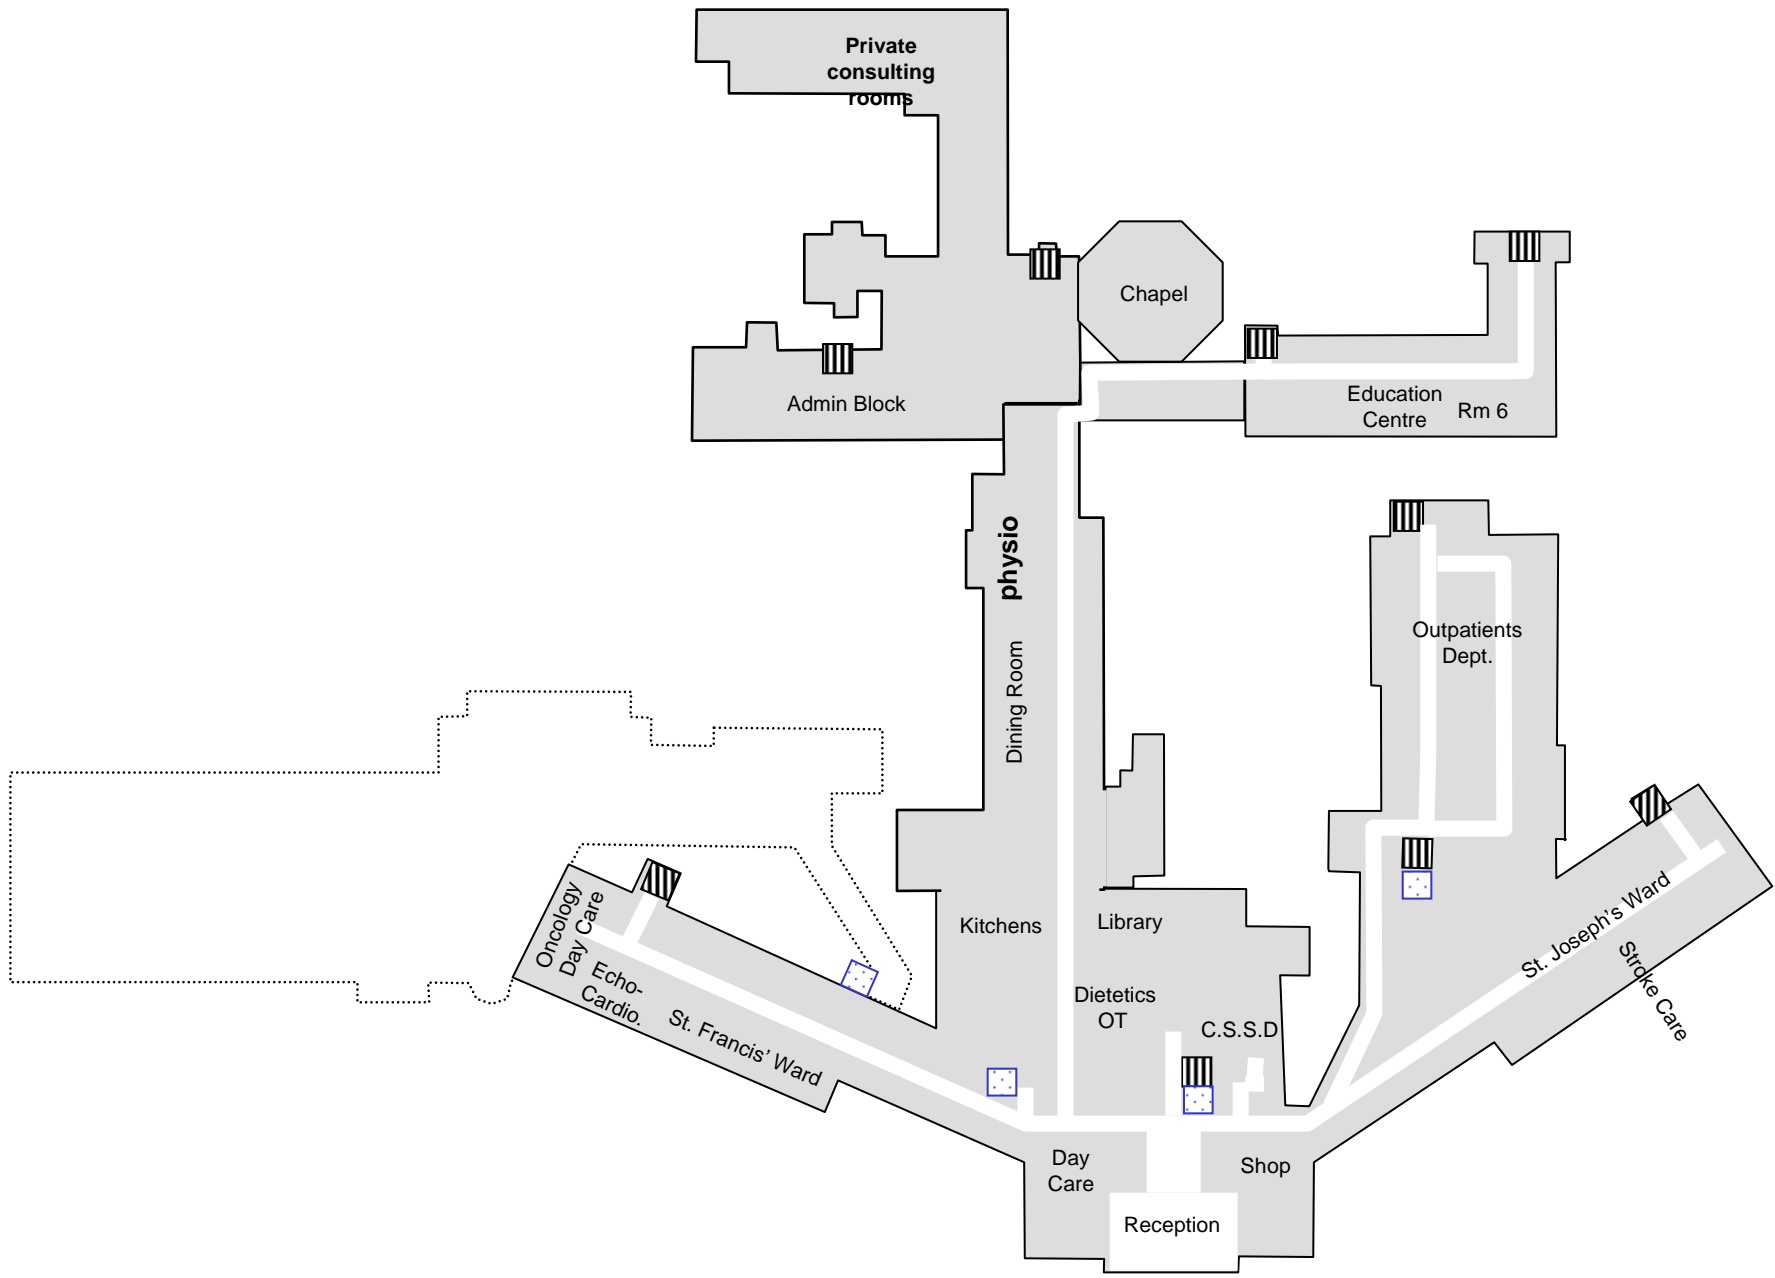 Private
consulting
rooms
Chapel
Admin Block
Education
Centre
Rm 6
physio
Outpatients
Dept.
Dining Room
Oncology
Day Care
Echo-
Cardio.
St. Francis' Ward
Kitchens
Library
Dietetics
OT
C.S.S.D
St. Joseph's Ward
Stroke Care
Day
Care
Shop
Reception